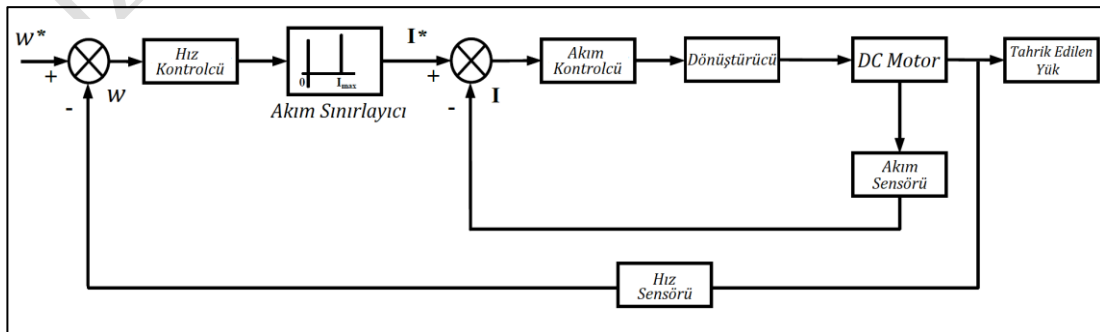 w*
+
-
w
Hız
Kontrolcü
0
Imax
Akım Sınırlayıcı
I*
+
-
I
Akım
Kontrolcü
Dönüştürücü
DC Motor
Tahrik Edilen
Yük
Akım
Sensörü
Hız
Sensörü